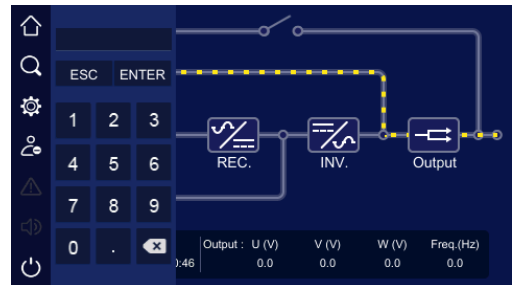 ESC ENTER
1 2 3
4 5 6
REC. INV. Output
7 8 9
0 .
Output : U (V) V (V) W (V) Freq.(Hz)
0:46 0.0 0.0 0.0 0.0